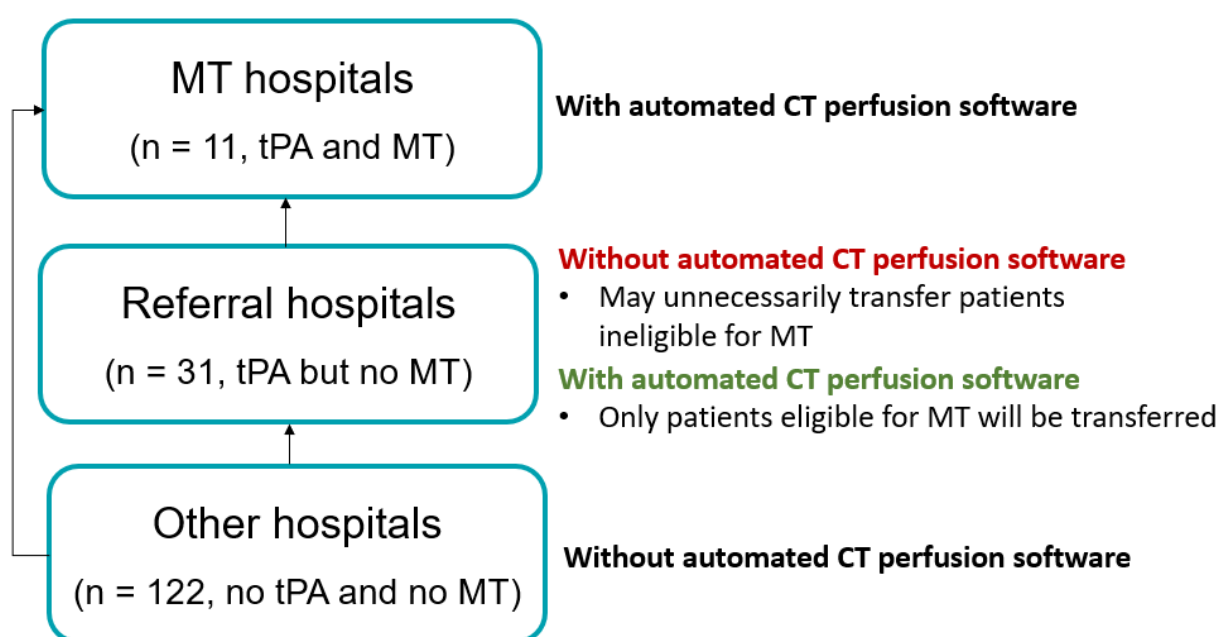 MT hospitals
(n = 11, tPA and MT)
With automated CT perfusion software
Referral hospitals
(n = 31, tPA but no MT)
Without automated CT perfusion software
• May unnecessarily transfer patients
ineligible for MT
With automated CT perfusion software
• Only patients eligible for MT will be transferred
Other hospitals
(n = 122, no tPA and no MT)
Without automated CT perfusion software